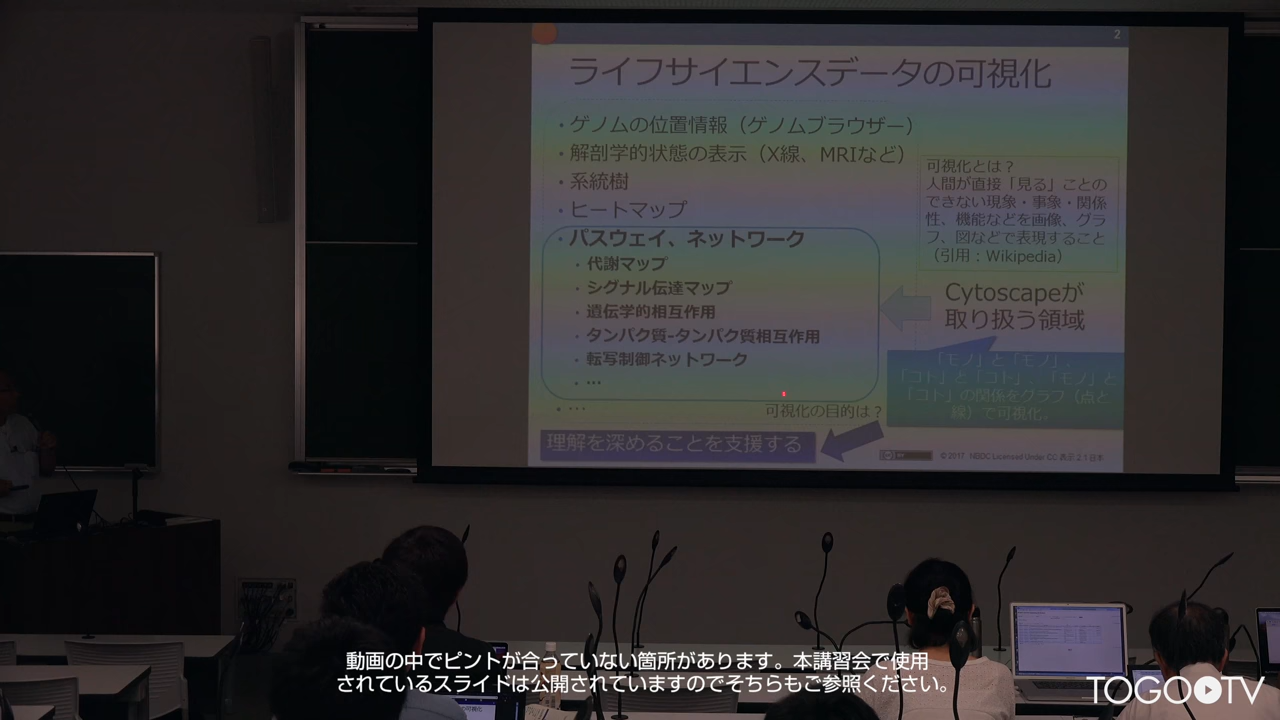 2
ライフサイエンスデータの可視化
・ゲノムの位置情報（ゲノムブラウザー）
・解剖学的状態の表示（X線、MRIなど）
・系統樹
・ヒートマップ
・パスウェイ、ネットワーク
・代謝マップ
・シグナル伝達マップ
・遺伝学的相互作用
・タンパク質-タンパク質相互作用
・転写制御ネットワーク
・…
・…
可視化とは？
人間が直接「見る」ことの
できない現象・事象・関係
性、機能などを画像、グラ
フ、図などで表現すること
（引用：Wikipedia）
Cytoscapeが
取り扱う領域
「モノ」と「モノ」、
「コト」と「コト」、「モノ」と
「コト」の関係をグラフ（点と
線）で可視化。
可視化の目的は？
理解を深めることを支援する
© 2017 NBDC Licensed Under CC 表示 2.1 日本
動画の中でピントが合っていない箇所があります。本講習会で使用
されているスライドは公開されていますのでそちらもご参照ください。
TOGO TV